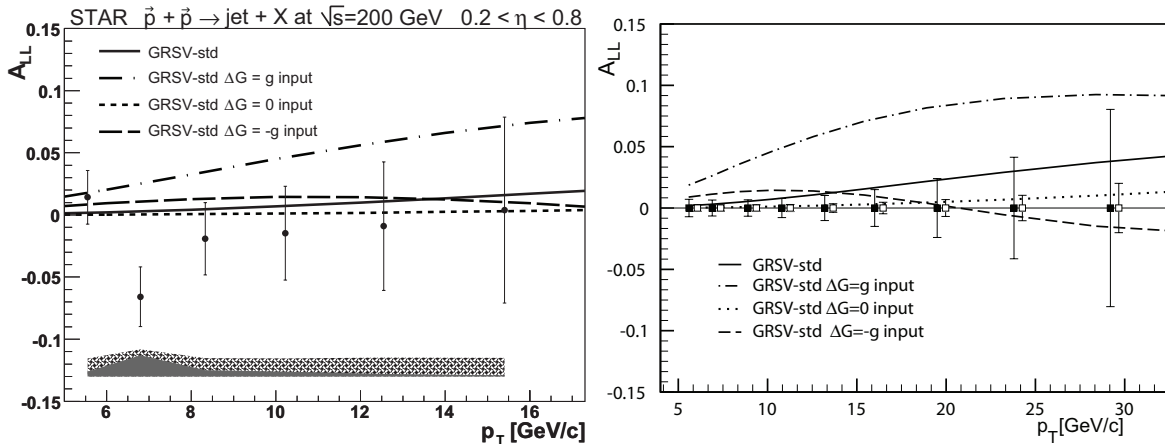 STAR p⃗ + p⃗ → jet + X at √s=200 GeV 0.2 < η < 0.8
A_LL
0.15
0.1
0.05
0
-0.05
-0.1
-0.15
GRSV-std
GRSV-std ΔG = g input
GRSV-std ΔG = 0 input
GRSV-std ΔG = -g input
6 8 10 12 14 16
p_T [GeV/c]
A_LL
0.15
0.1
0.05
0
-0.05
-0.1
-0.15
GRSV-std
GRSV-std ΔG=g input
GRSV-std ΔG=0 input
GRSV-std ΔG=-g input
5 10 15 20 25 30
p_T[GeV/c]